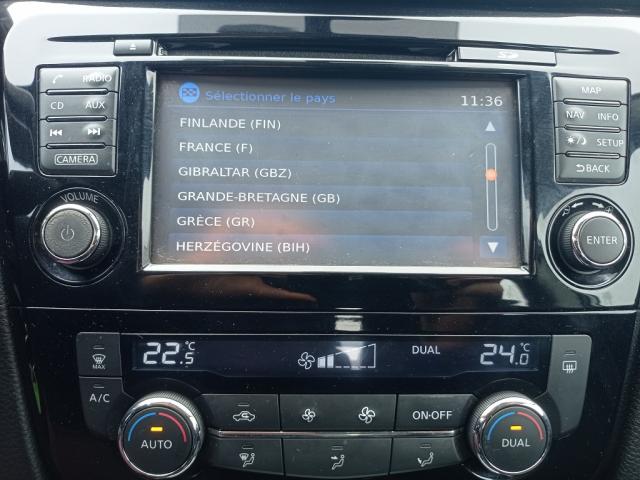 RADIO
CD AUX
CAMERA
VOLUME
Sélectionner le pays 11:36
FINLANDE (FIN)
FRANCE (F)
GIBRALTAR (GBZ)
GRANDE-BRETAGNE (GB)
GRÈCE (GR)
HERZÉGOVINE (BIH)
SD
MAP
NAV INFO
SETUP
BACK
ENTER
22.5 °C
DUAL
24.0 °C
MAX
A/C
AUTO
ON·OFF
DUAL